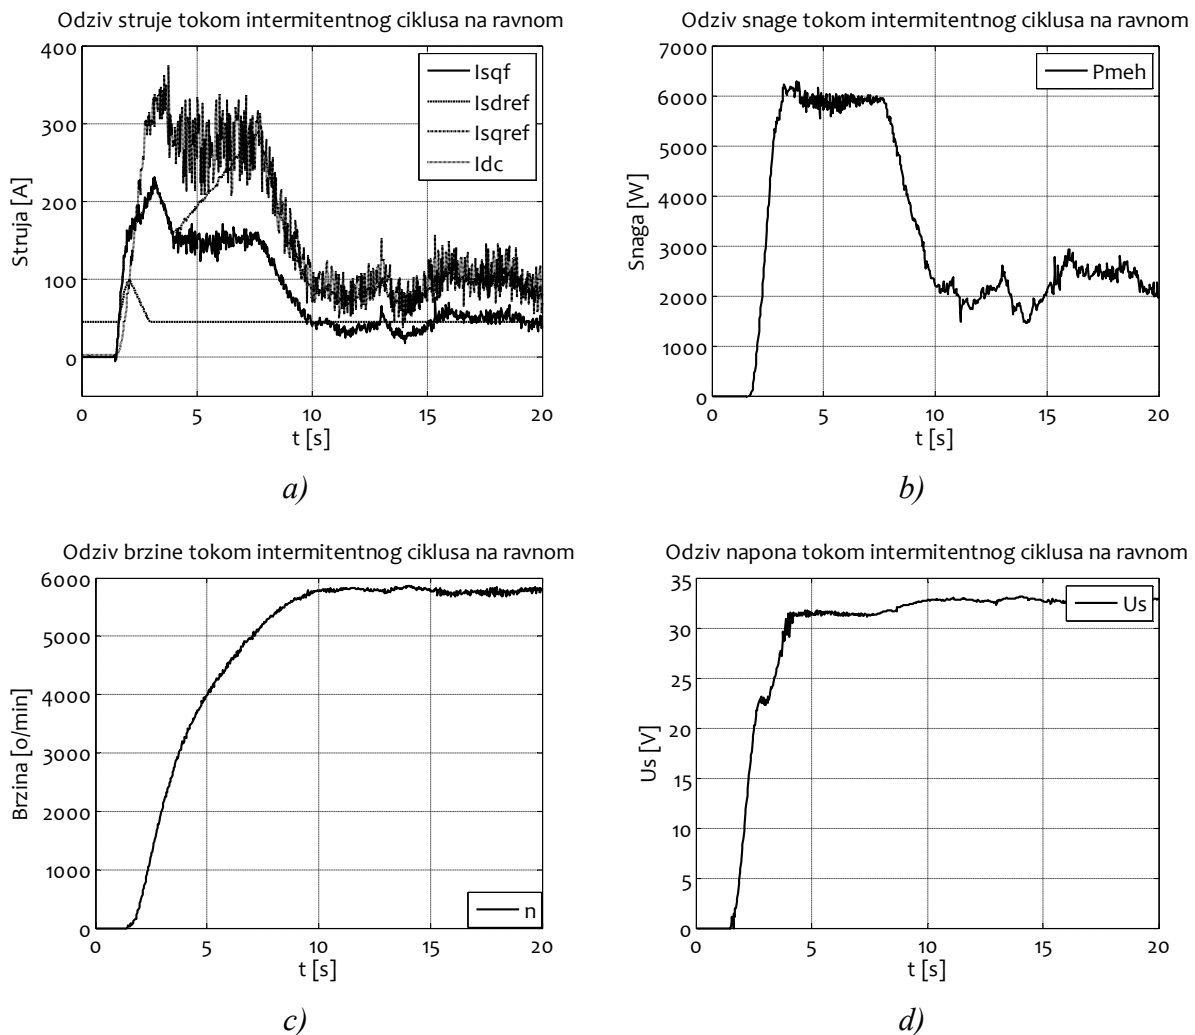 Odziv struje tokom intermitentnog ciklusa na ravnom
400
300
200
100
0
Struja [A]
Isqf
Isdref
Isqref
Idc
0 5 10 15 20
t [s]
a)
Odziv snage tokom intermitentnog ciklusa na ravnom
7000
6000
5000
4000
3000
2000
1000
0
Snaga [W]
Pmeh
0 5 10 15 20
t [s]
b)
Odziv brzine tokom intermitentnog ciklusa na ravnom
6000
5000
4000
3000
2000
1000
0
Brzina [o/min]
n
0 5 10 15 20
t [s]
c)
Odziv napona tokom intermitentnog ciklusa na ravnom
35
30
25
20
15
10
5
0
Us [V]
Us
0 5 10 15 20
t [s]
d)